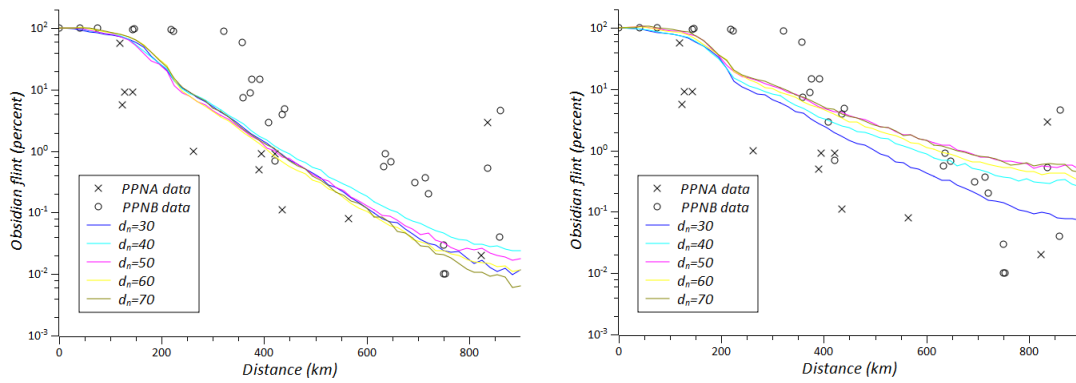 10²
10¹
10⁰
10⁻¹
10⁻²
10⁻³
Obsidian flint (percent)
PPNA data
PPNB data
dₙ=30
dₙ=40
dₙ=50
dₙ=60
dₙ=70
0 200 400 600 800
Distance (km)
10²
10¹
10⁰
10⁻¹
10⁻²
10⁻³
Obsidian flint (percent)
PPNA data
PPNB data
dₙ=30
dₙ=40
dₙ=50
dₙ=60
dₙ=70
0 200 400 600 800
Distance (km)